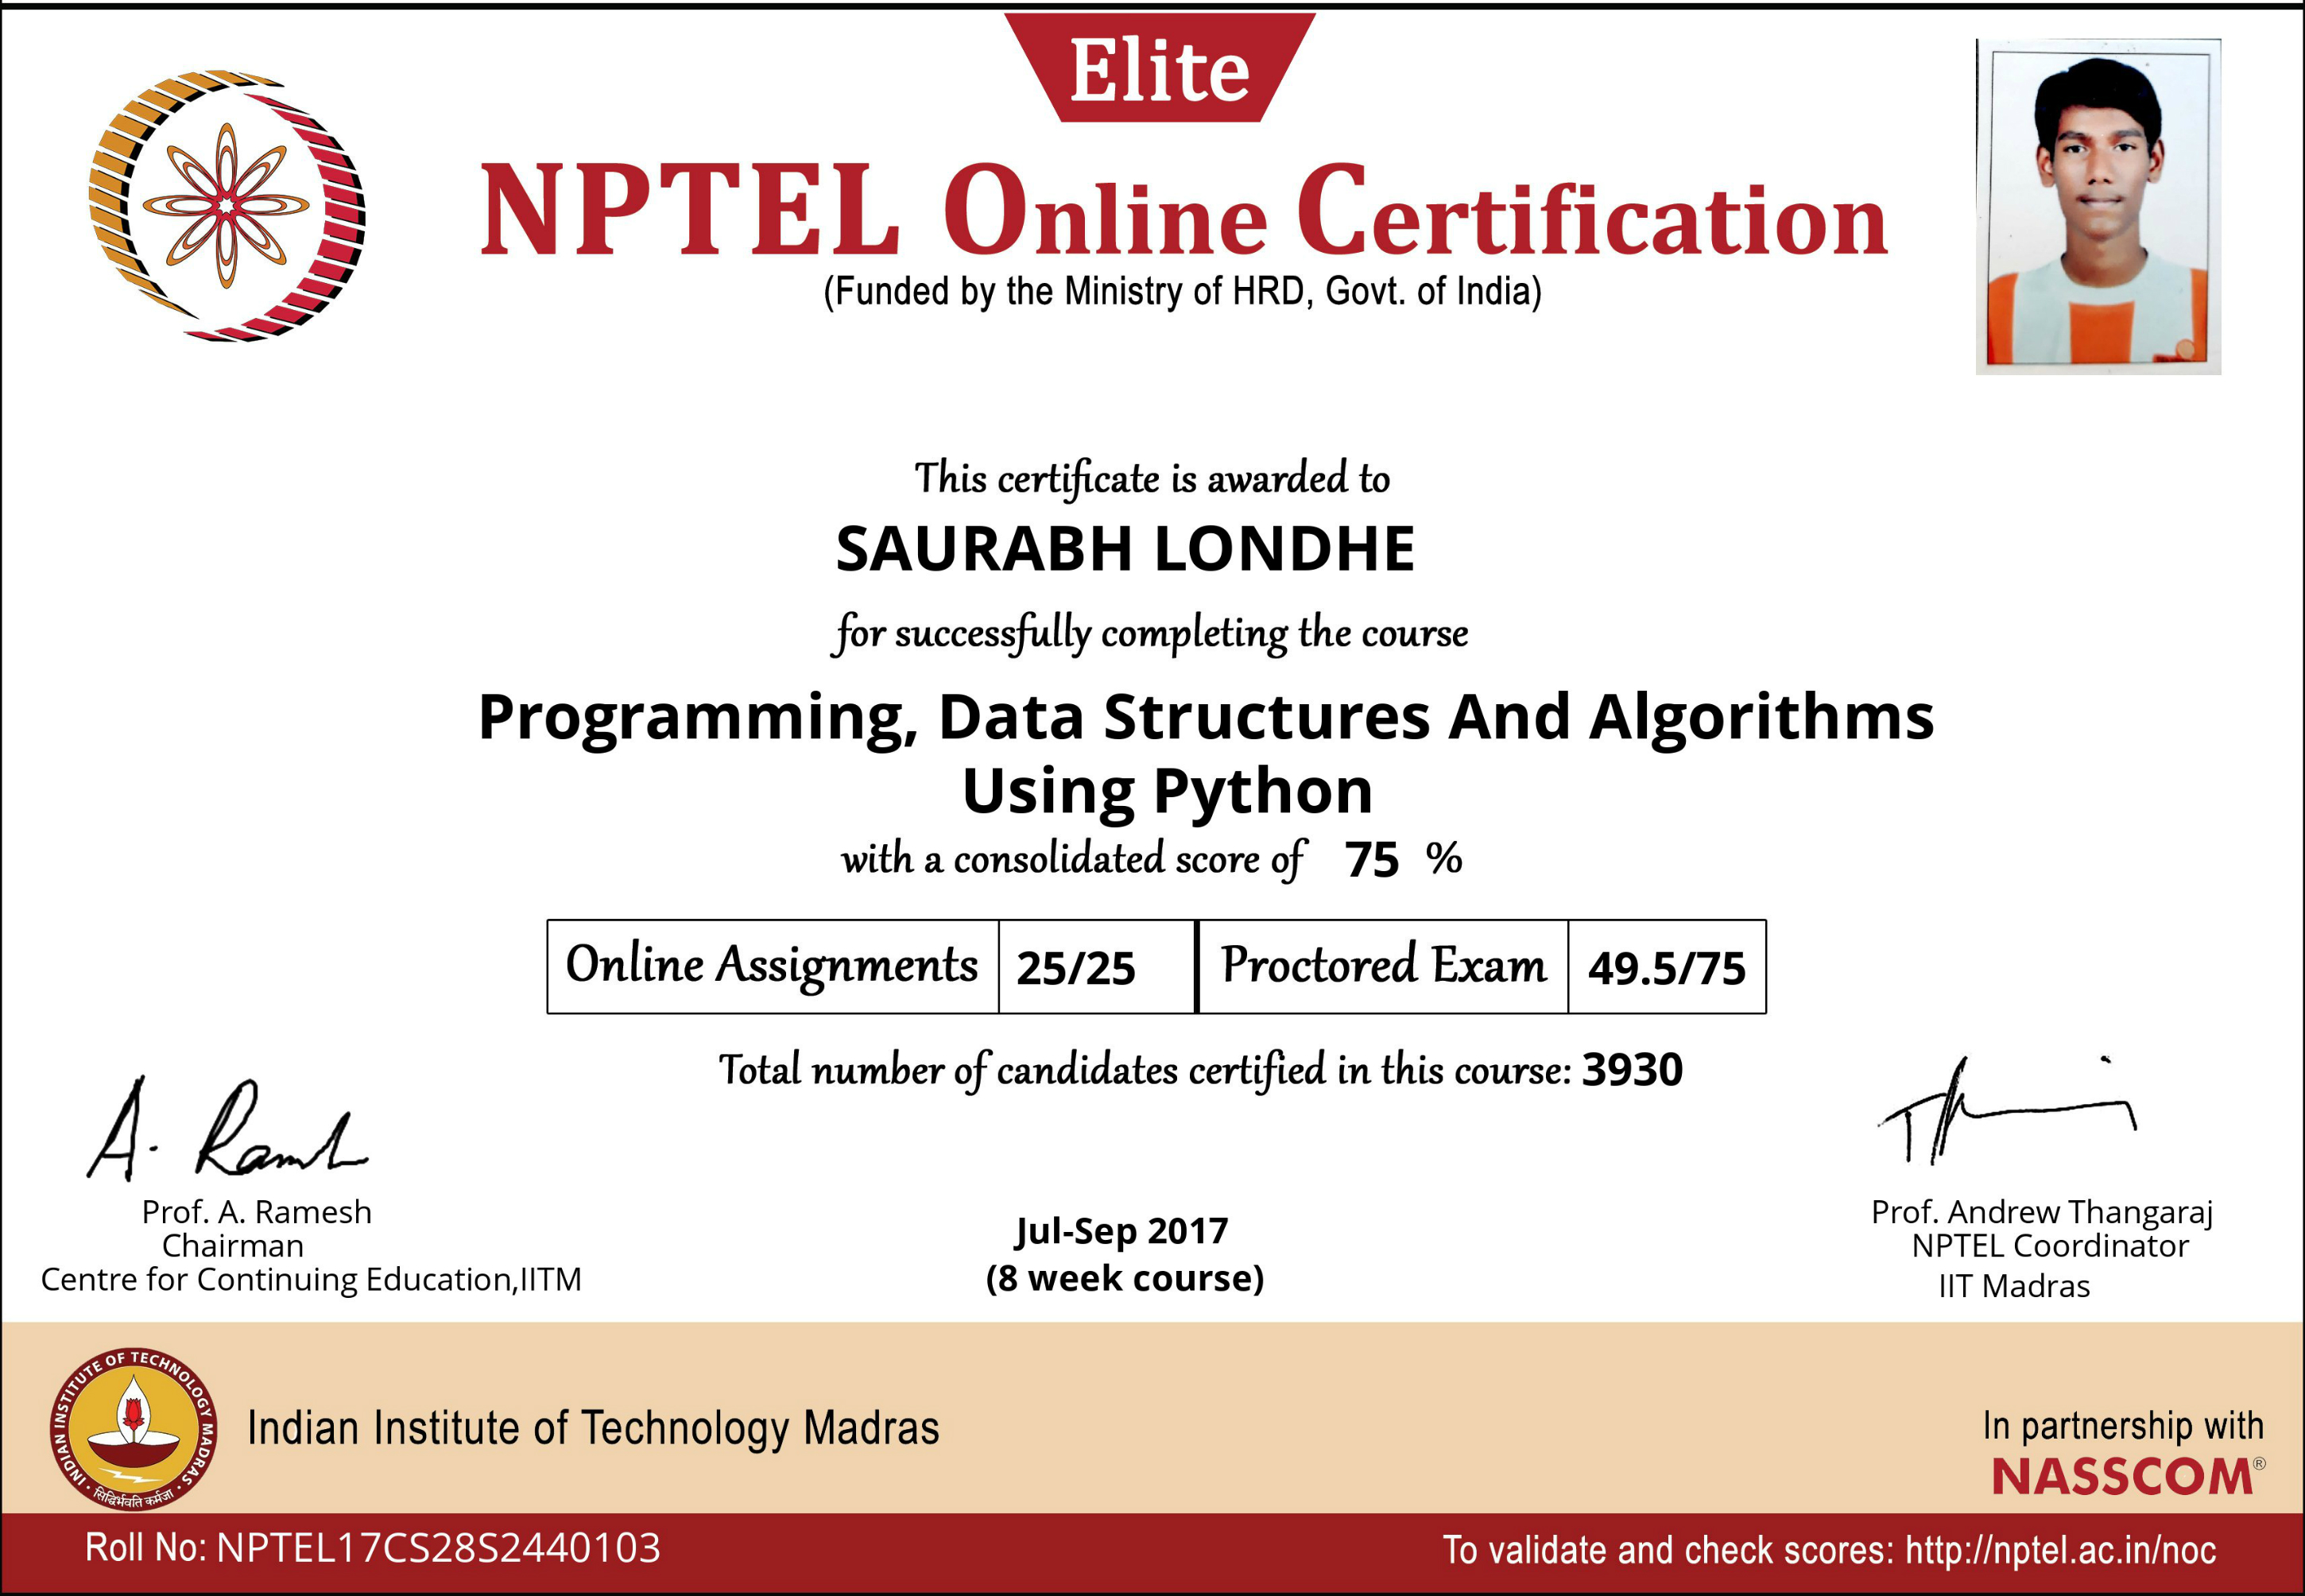 Elite
NPTEL Online Certification
(Funded by the Ministry of HRD, Govt. of India)
This certificate is awarded to
SAURABH LONDHE
for successfully completing the course
Programming, Data Structures And Algorithms
Using Python
with a consolidated score of 75 %
Online Assignments 25/25 Proctored Exam 49.5/75
Total number of candidates certified in this course: 3930
A. Ramesh
Prof. A. Ramesh
Chairman
Centre for Continuing Education,IITM
Jul-Sep 2017
(8 week course)
Prof. Andrew Thangaraj
NPTEL Coordinator
IIT Madras
INDIAN INSTITUTE OF TECHNOLOGY MADRAS
सिद्धिर्भवति कर्मजा
Indian Institute of Technology Madras
In partnership with
NASSCOM®
Roll No: NPTEL17CS28S2440103
To validate and check scores: http://nptel.ac.in/noc